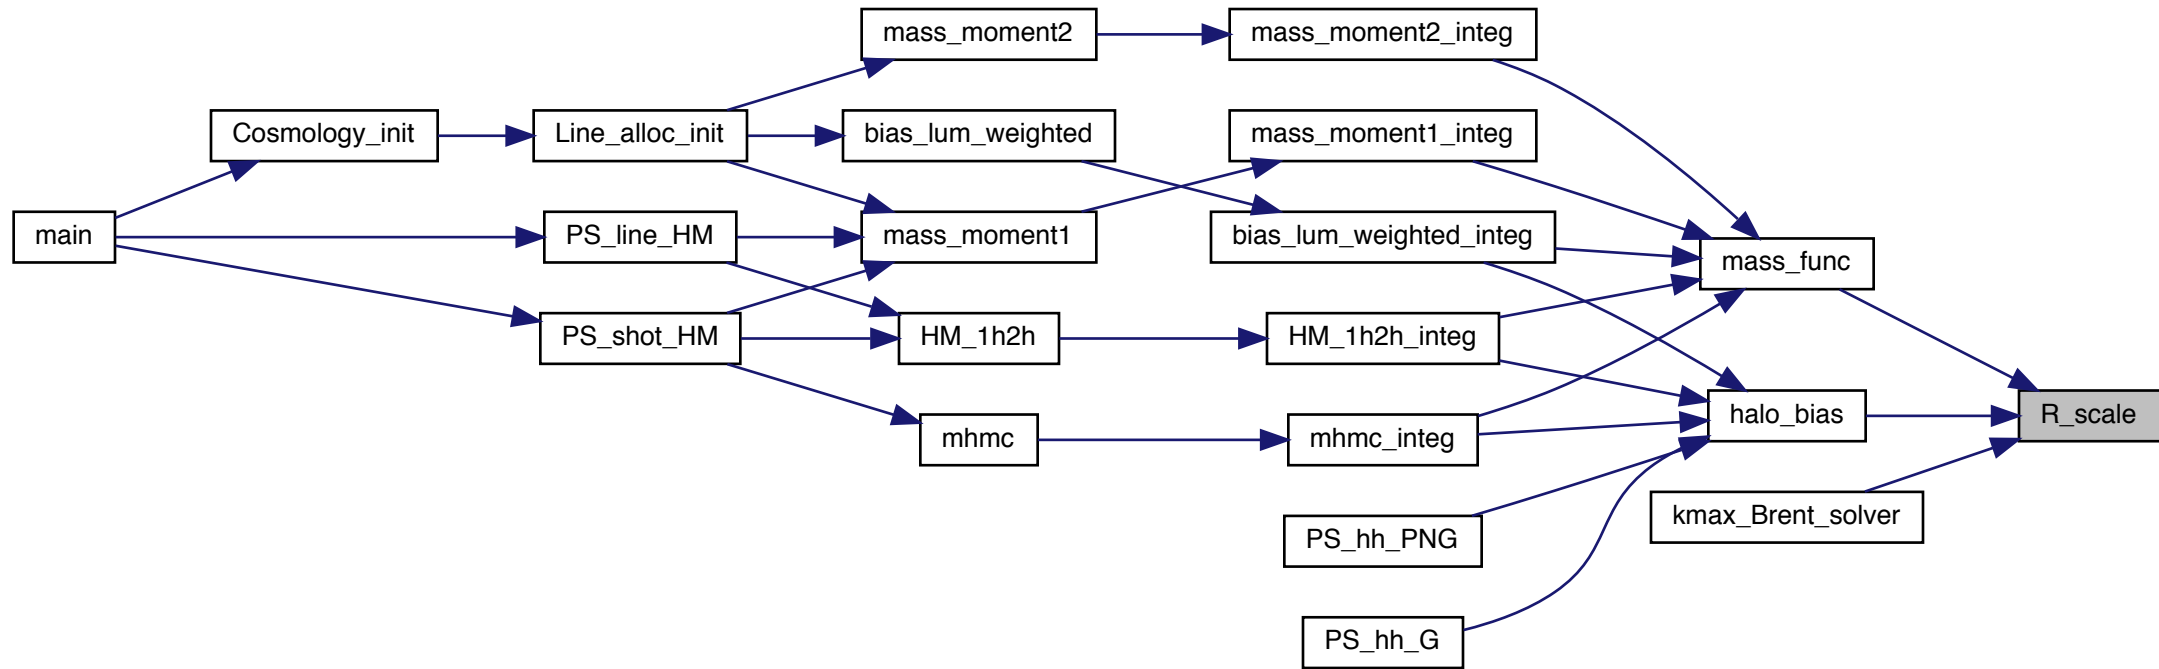 mass_moment2
mass_moment2_integ
Cosmology_init
Line_alloc_init
bias_lum_weighted
mass_moment1_integ
main
PS_line_HM
mass_moment1
bias_lum_weighted_integ
mass_func
PS_shot_HM
HM_1h2h
HM_1h2h_integ
halo_bias
R_scale
mhmc
mhmc_integ
kmax_Brent_solver
PS_hh_PNG
PS_hh_G